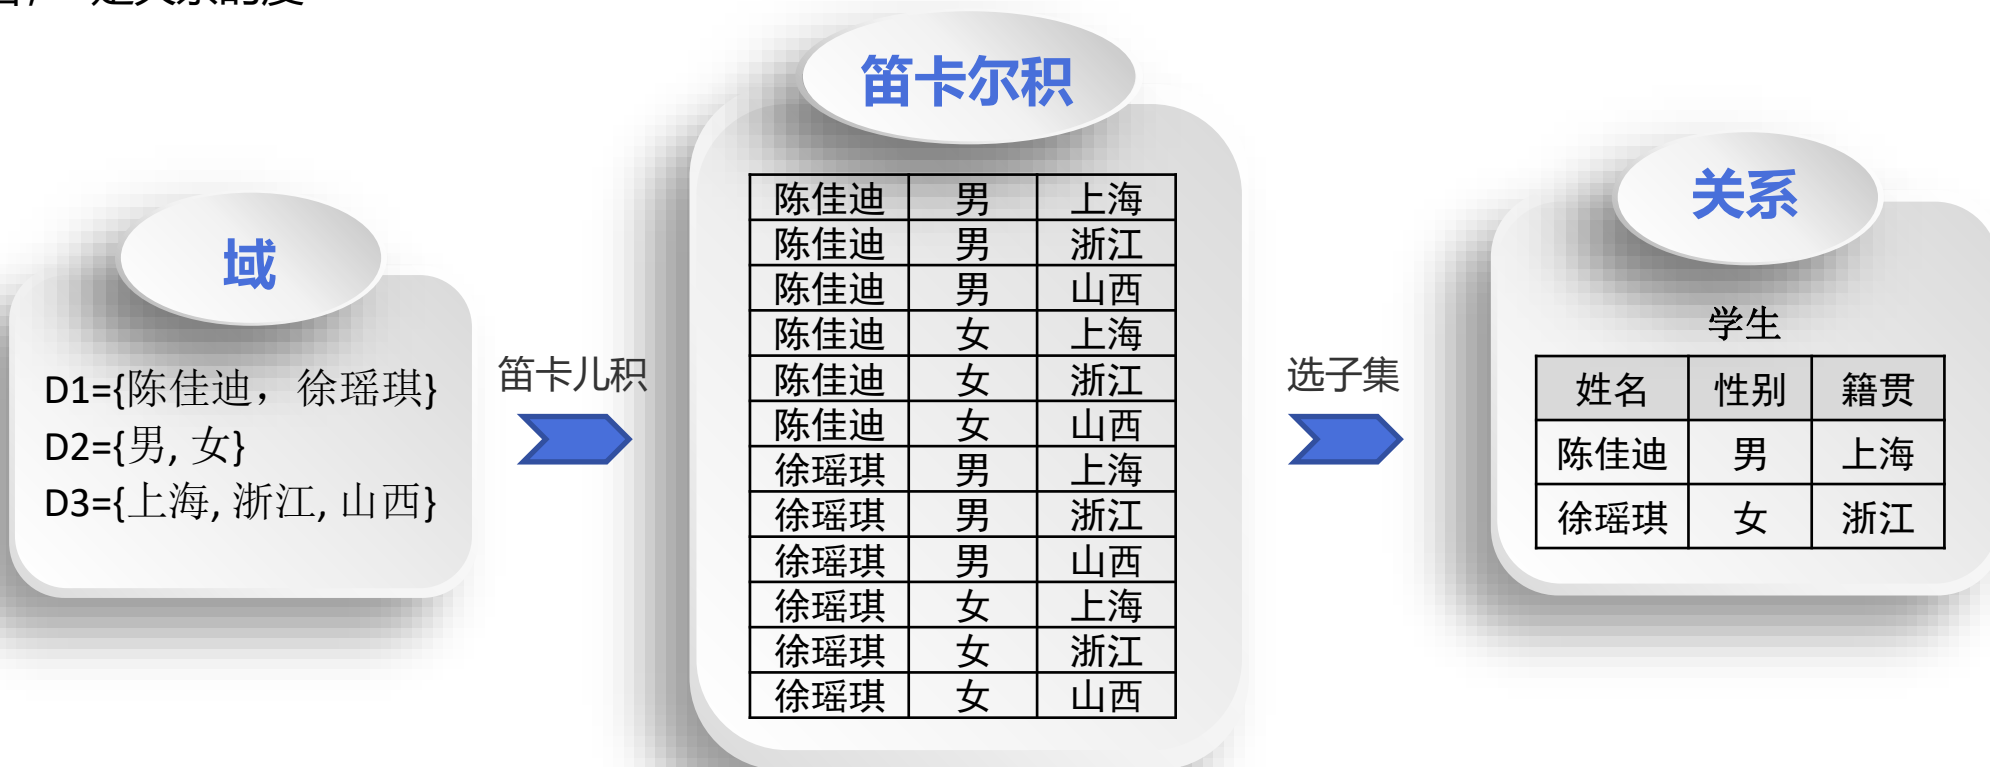 是关系的度
域
D1={陈佳迪，徐瑶琪}
D2={男, 女}
D3={上海, 浙江, 山西}
笛卡儿积
笛卡尔积
陈佳迪 男 上海
陈佳迪 男 浙江
陈佳迪 男 山西
陈佳迪 女 上海
陈佳迪 女 浙江
陈佳迪 女 山西
徐瑶琪 男 上海
徐瑶琪 男 浙江
徐瑶琪 男 山西
徐瑶琪 女 上海
徐瑶琪 女 浙江
徐瑶琪 女 山西
选子集
关系
学生
姓名 性别 籍贯
陈佳迪 男 上海
徐瑶琪 女 浙江